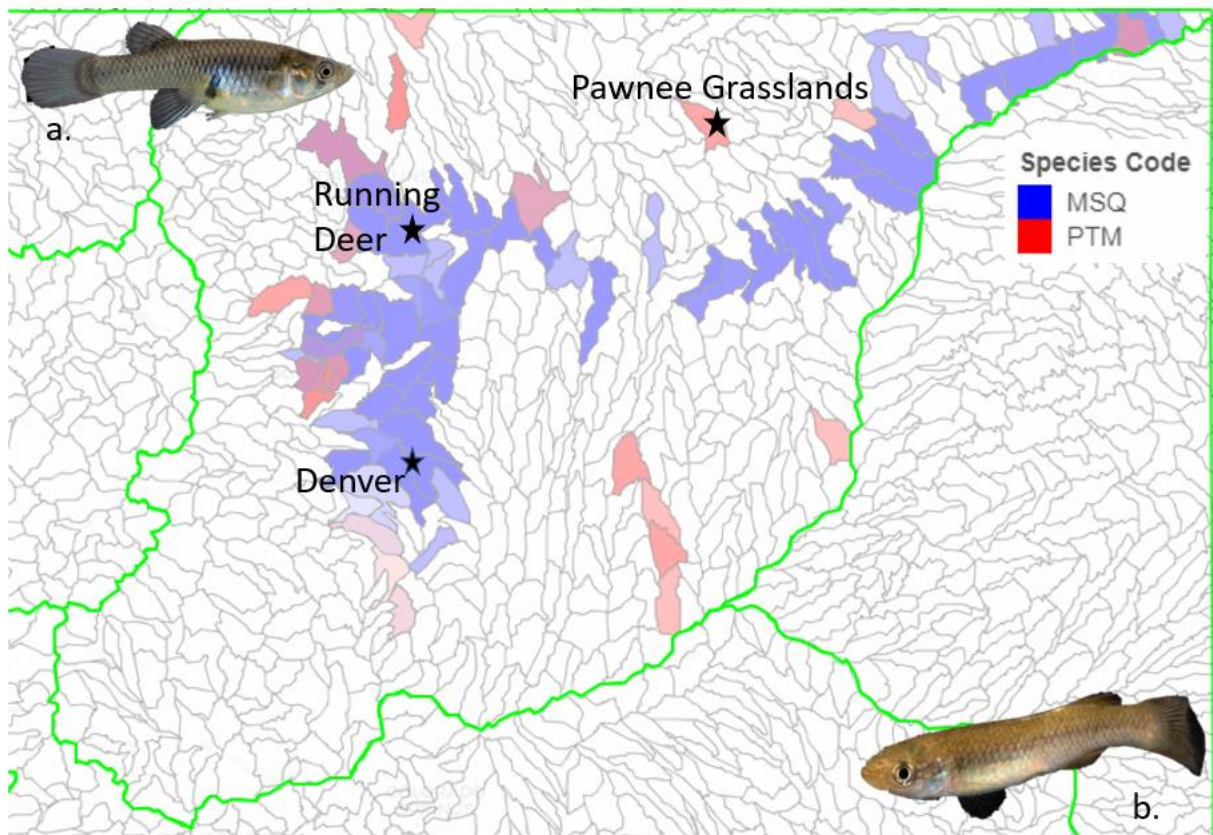 a.
Pawnee Grasslands
Species Code
MSQ
PTM
Running
Deer
Denver
b.